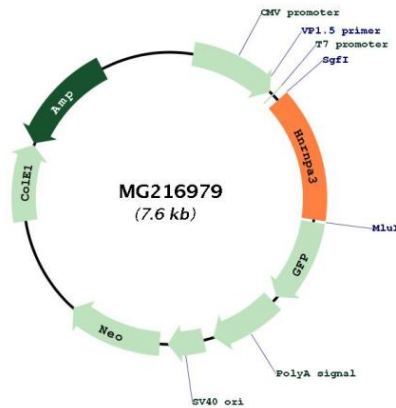 CMV promoter
VP1.5 primer
T7 promoter
SgfI
Hnrnpa3
MluI
GFP
PolyA signal
SV40 ori
Neo
ColE1
Amp
MG216979
(7.6 kb)